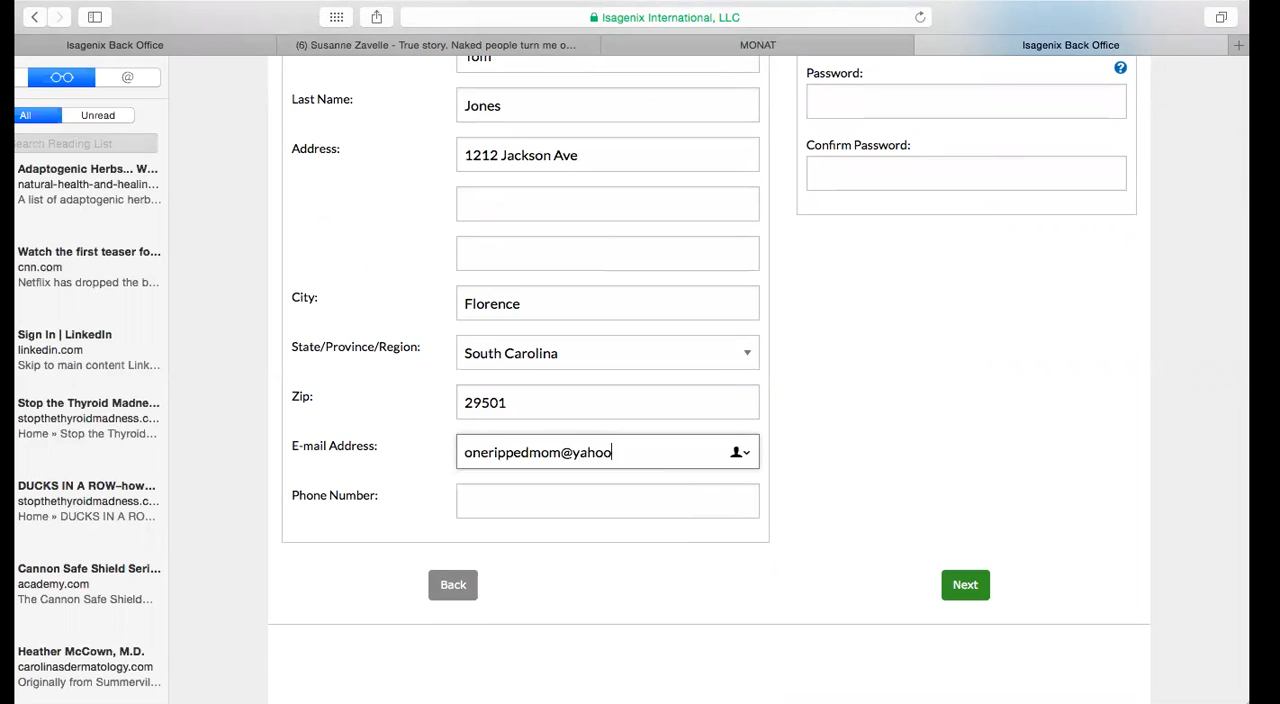 Isagenix International, LLC
Isagenix Back Office
(6) Susanne Zavelle - True story. Naked people turn me o...
MONAT
Isagenix Back Office
+
@
All
Unread
earch Reading List
Adaptogenic Herbs... W...
natural-health-and-healin...
A list of adaptogenic herb...
Watch the first teaser fo...
cnn.com
Netflix has dropped the b...
Sign In | LinkedIn
linkedin.com
Skip to main content Link...
Stop the Thyroid Madne...
stopthethyroidmadness.c...
Home » Stop the Thyroid...
DUCKS IN A ROW–how...
stopthethyroidmadness.c...
Home » DUCKS IN A RO...
Cannon Safe Shield Seri...
academy.com
The Cannon Safe Shield...
Heather McCown, M.D.
carolinasdermatology.com
Originally from Summervil...
Tom
Last Name:
Jones
Address:
1212 Jackson Ave
City:
Florence
State/Province/Region:
South Carolina
Zip:
29501
E-mail Address:
onerippedmom@yahoo
Phone Number:
Back
Next
?
Password:
Confirm Password: